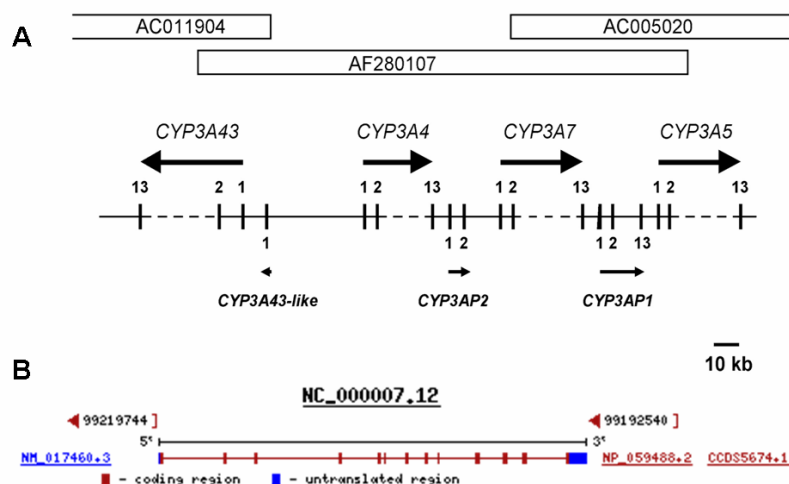 A
AC011904
AC005020
AF280107
CYP3A43 CYP3A4 CYP3A7 CYP3A5
13 2 1 1 2 13 1 2 13 1 2 13
1 1 2 1 2 13
CYP3A43-like CYP3AP2 CYP3AP1
10 kb
B
NC_000007.12
99219744 ] 99192540 ]
5' 3'
NM_017460.3 NP_059488.2 CCDS5674.1
- coding region - untranslated region